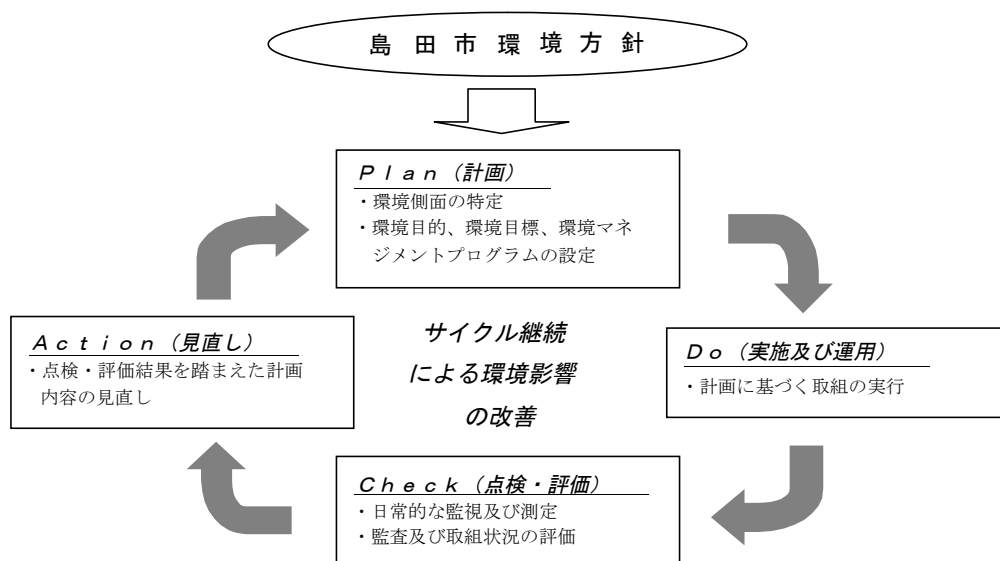 島田市環境方針
Ｐｌａｎ（計画）
・環境側面の特定
・環境目的、環境目標、環境マネ
ジメントプログラムの設定
Ａｃｔｉｏｎ（見直し）
・点検・評価結果を踏まえた計画
内容の見直し
サイクル継続
による環境影響
の改善
Ｄｏ（実施及び運用）
・計画に基づく取組の実行
Ｃｈｅｃｋ（点検・評価）
・日常的な監視及び測定
・監査及び取組状況の評価